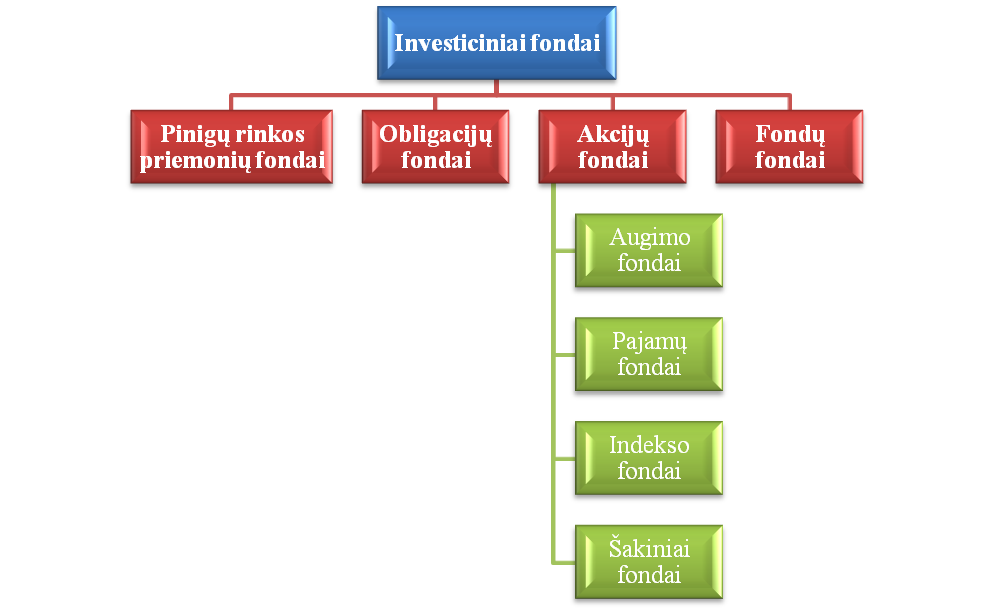 Investiciniai fondai
Pinigų rinkos
priemonių fondai
Obligacijų
fondai
Akcijų
fondai
Fondų
fondai
Augimo
fondai
Pajamų
fondai
Indekso
fondai
Šakiniai
fondai